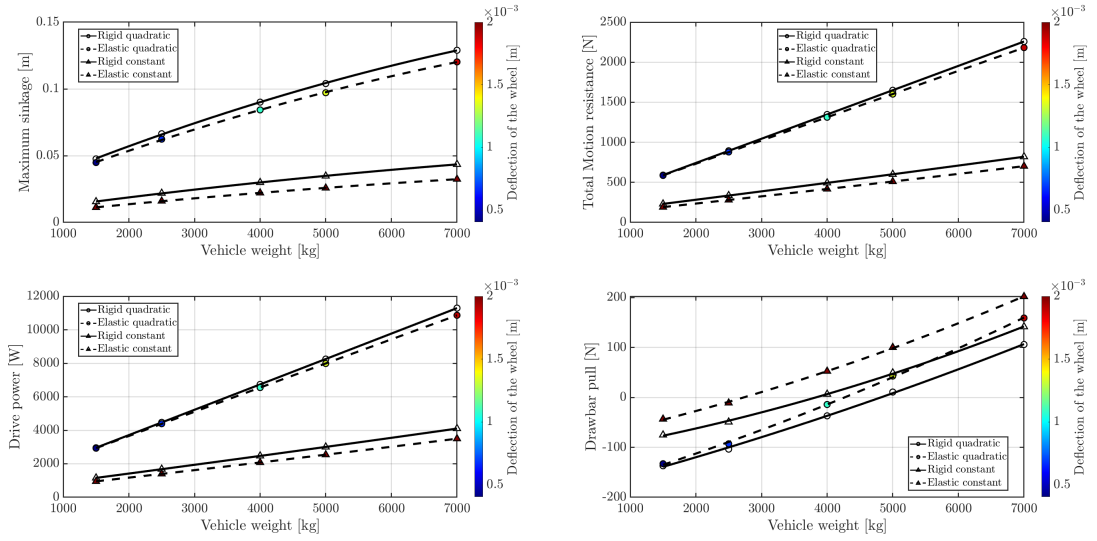 ×10⁻³
0.15
0.1
0.05
0
Maximum sinkage [m]
Rigid quadratic
Elastic quadratic
Rigid constant
Elastic constant
1000 2000 3000 4000 5000 6000 7000
Vehicle weight [kg]
2
1.5
1
0.5
Deflection of the wheel [m]
×10⁻³
2500
2000
1500
1000
500
0
Total Motion resistance [N]
Rigid quadratic
Elastic quadratic
Rigid constant
Elastic constant
1000 2000 3000 4000 5000 6000 7000
Vehicle weight [kg]
2
1.5
1
0.5
Deflection of the wheel [m]
×10⁻³
12000
10000
8000
6000
4000
2000
0
Drive power [W]
Rigid quadratic
Elastic quadratic
Rigid constant
Elastic constant
1000 2000 3000 4000 5000 6000 7000
Vehicle weight [kg]
2
1.5
1
0.5
Deflection of the wheel [m]
×10⁻³
200
100
0
-100
-200
Drawbar pull [N]
Rigid quadratic
Elastic quadratic
Rigid constant
Elastic constant
1000 2000 3000 4000 5000 6000 7000
Vehicle weight [kg]
2
1.5
1
0.5
Deflection of the wheel [m]